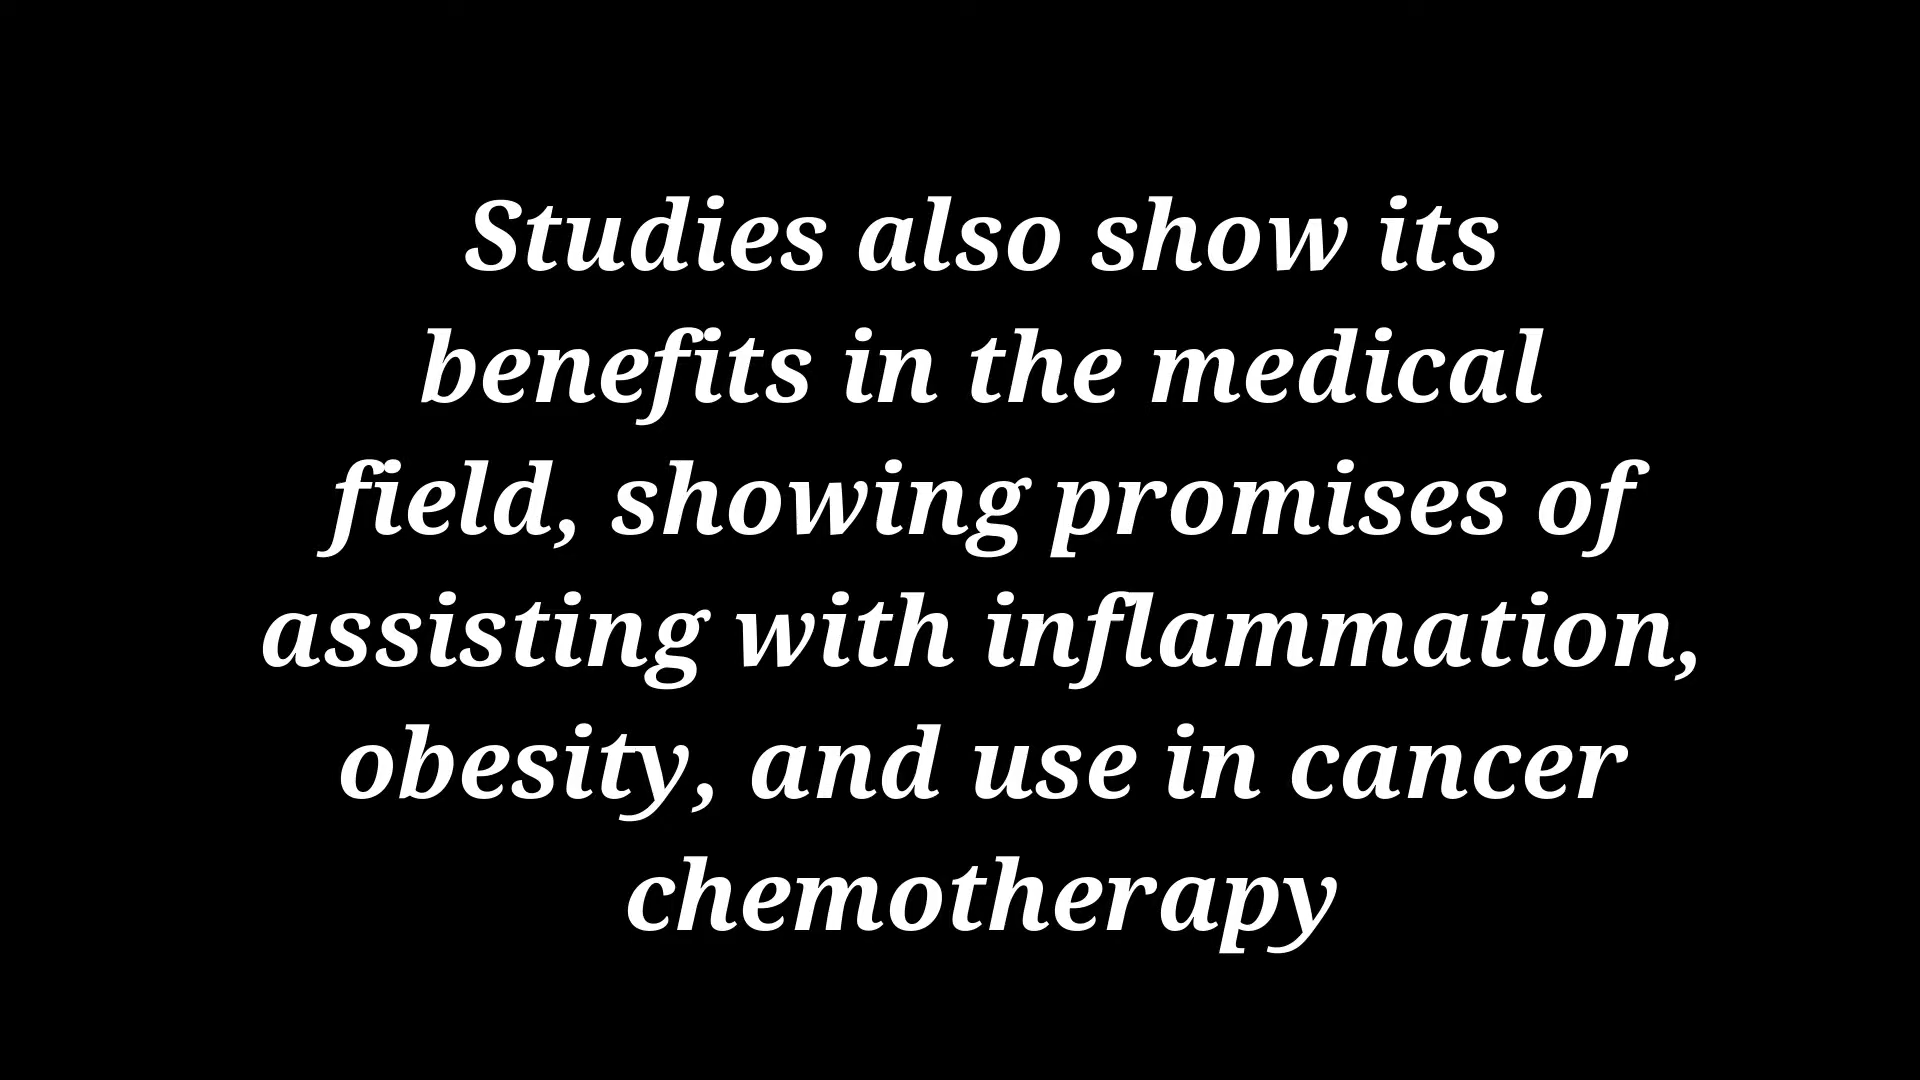 Studies also show its
benefits in the medical
field, showing promises of
assisting with inflammation,
obesity, and use in cancer
chemotherapy